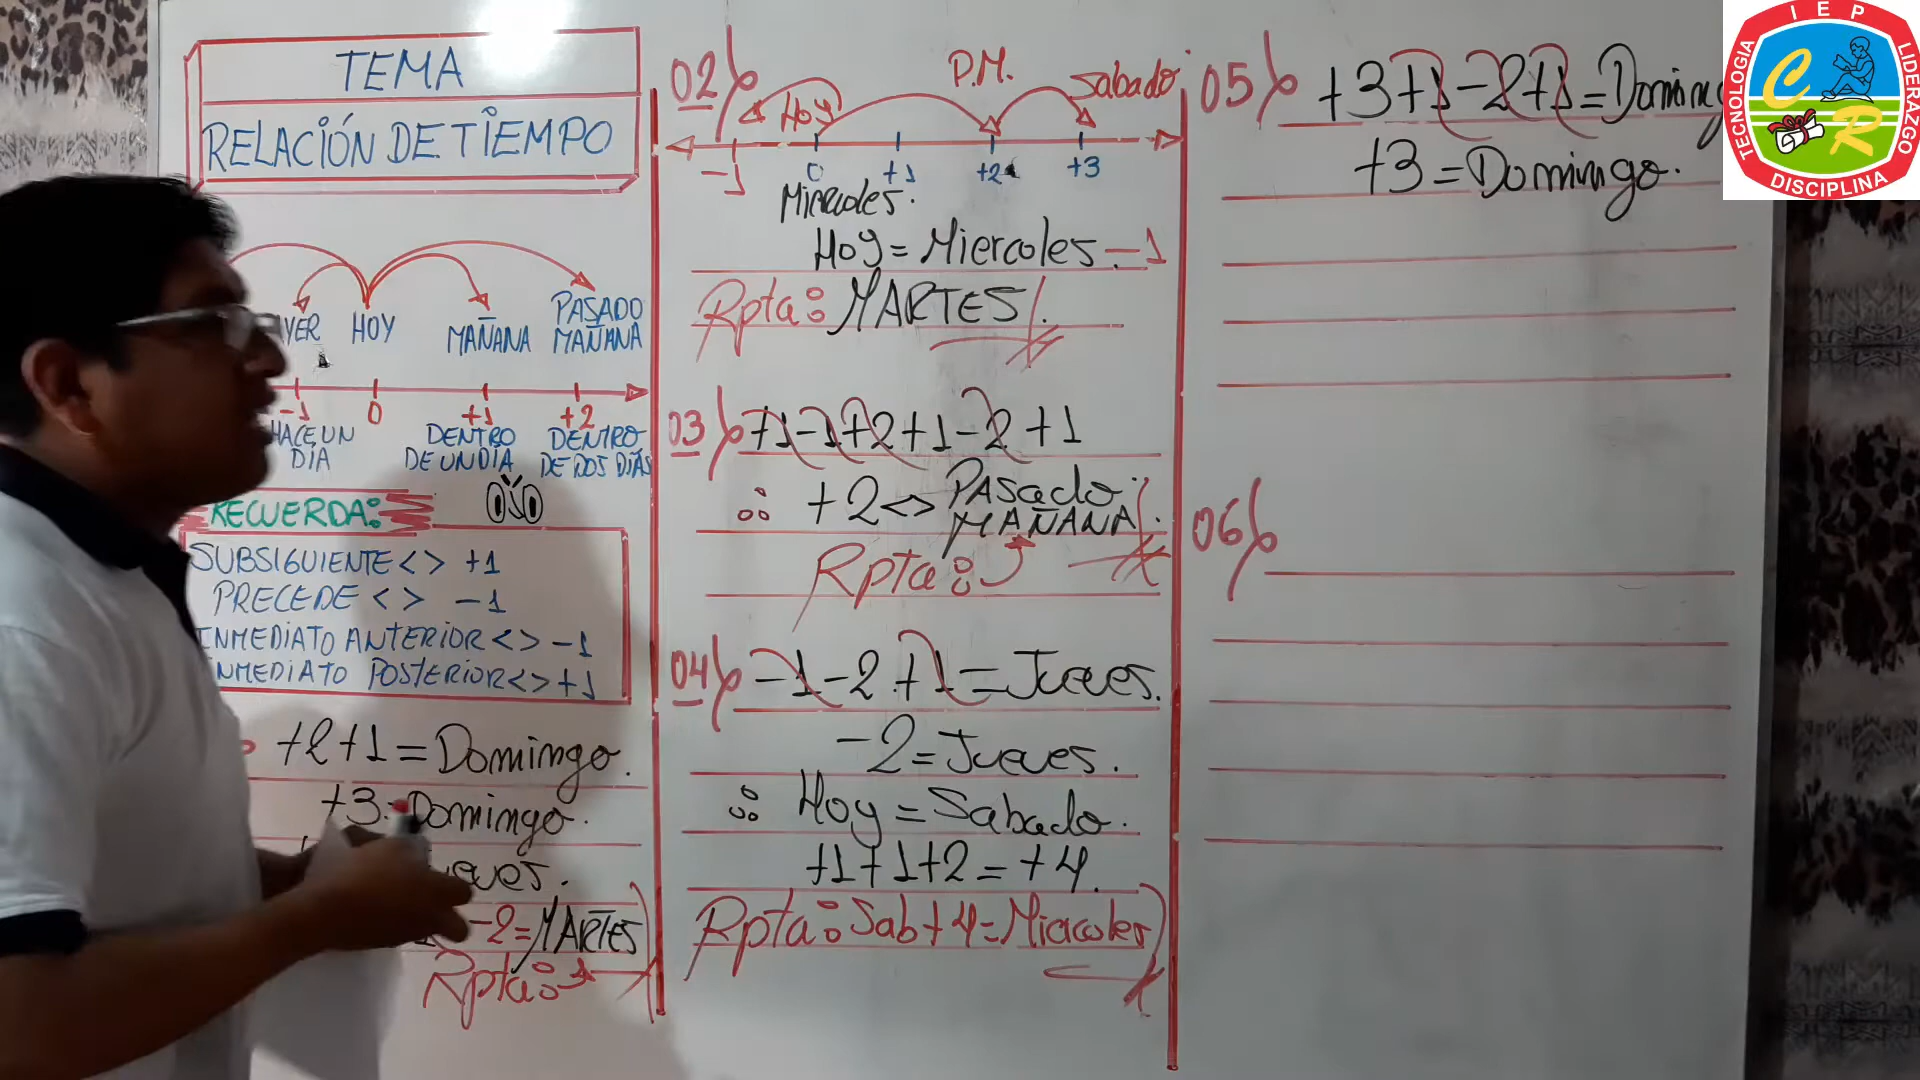 TEMA
RELACIÓN DE TIEMPO
AYER HOY MAÑANA PASADO MAÑANA
-1 0 +1 +2
HACE UN DÍA DENTRO DE UN DÍA DENTRO DE DOS DÍAS
RECUERDA: OJO
SUBSIGUIENTE < > +1
PRECEDE < > -1
INMEDIATO ANTERIOR < > -1
INMEDIATO POSTERIOR < > +1
+2+1=Domingo.
+3=Domingo.
-2=MARTES
Rpta:
02 Hoy P.M. Sabado
-1 0 +1 +2 +3
Miercoles.
Hoy=Miercoles-1
Rpta: MARTES
03 +1-1+2+1-2+1
∴ +2<>PASado MAÑANA.
Rpta:
04 -1-2+1=Jueves.
-2=Jueves.
∴ Hoy=Sabado.
+1+1+2=+4.
Rpta: Sab+4=Miercoles
05 +3+1-2+1=Doming
+3=Domingo.
06
IEP
TECNOLOGIA
LIDERAZGO
DISCIPLINA
C R